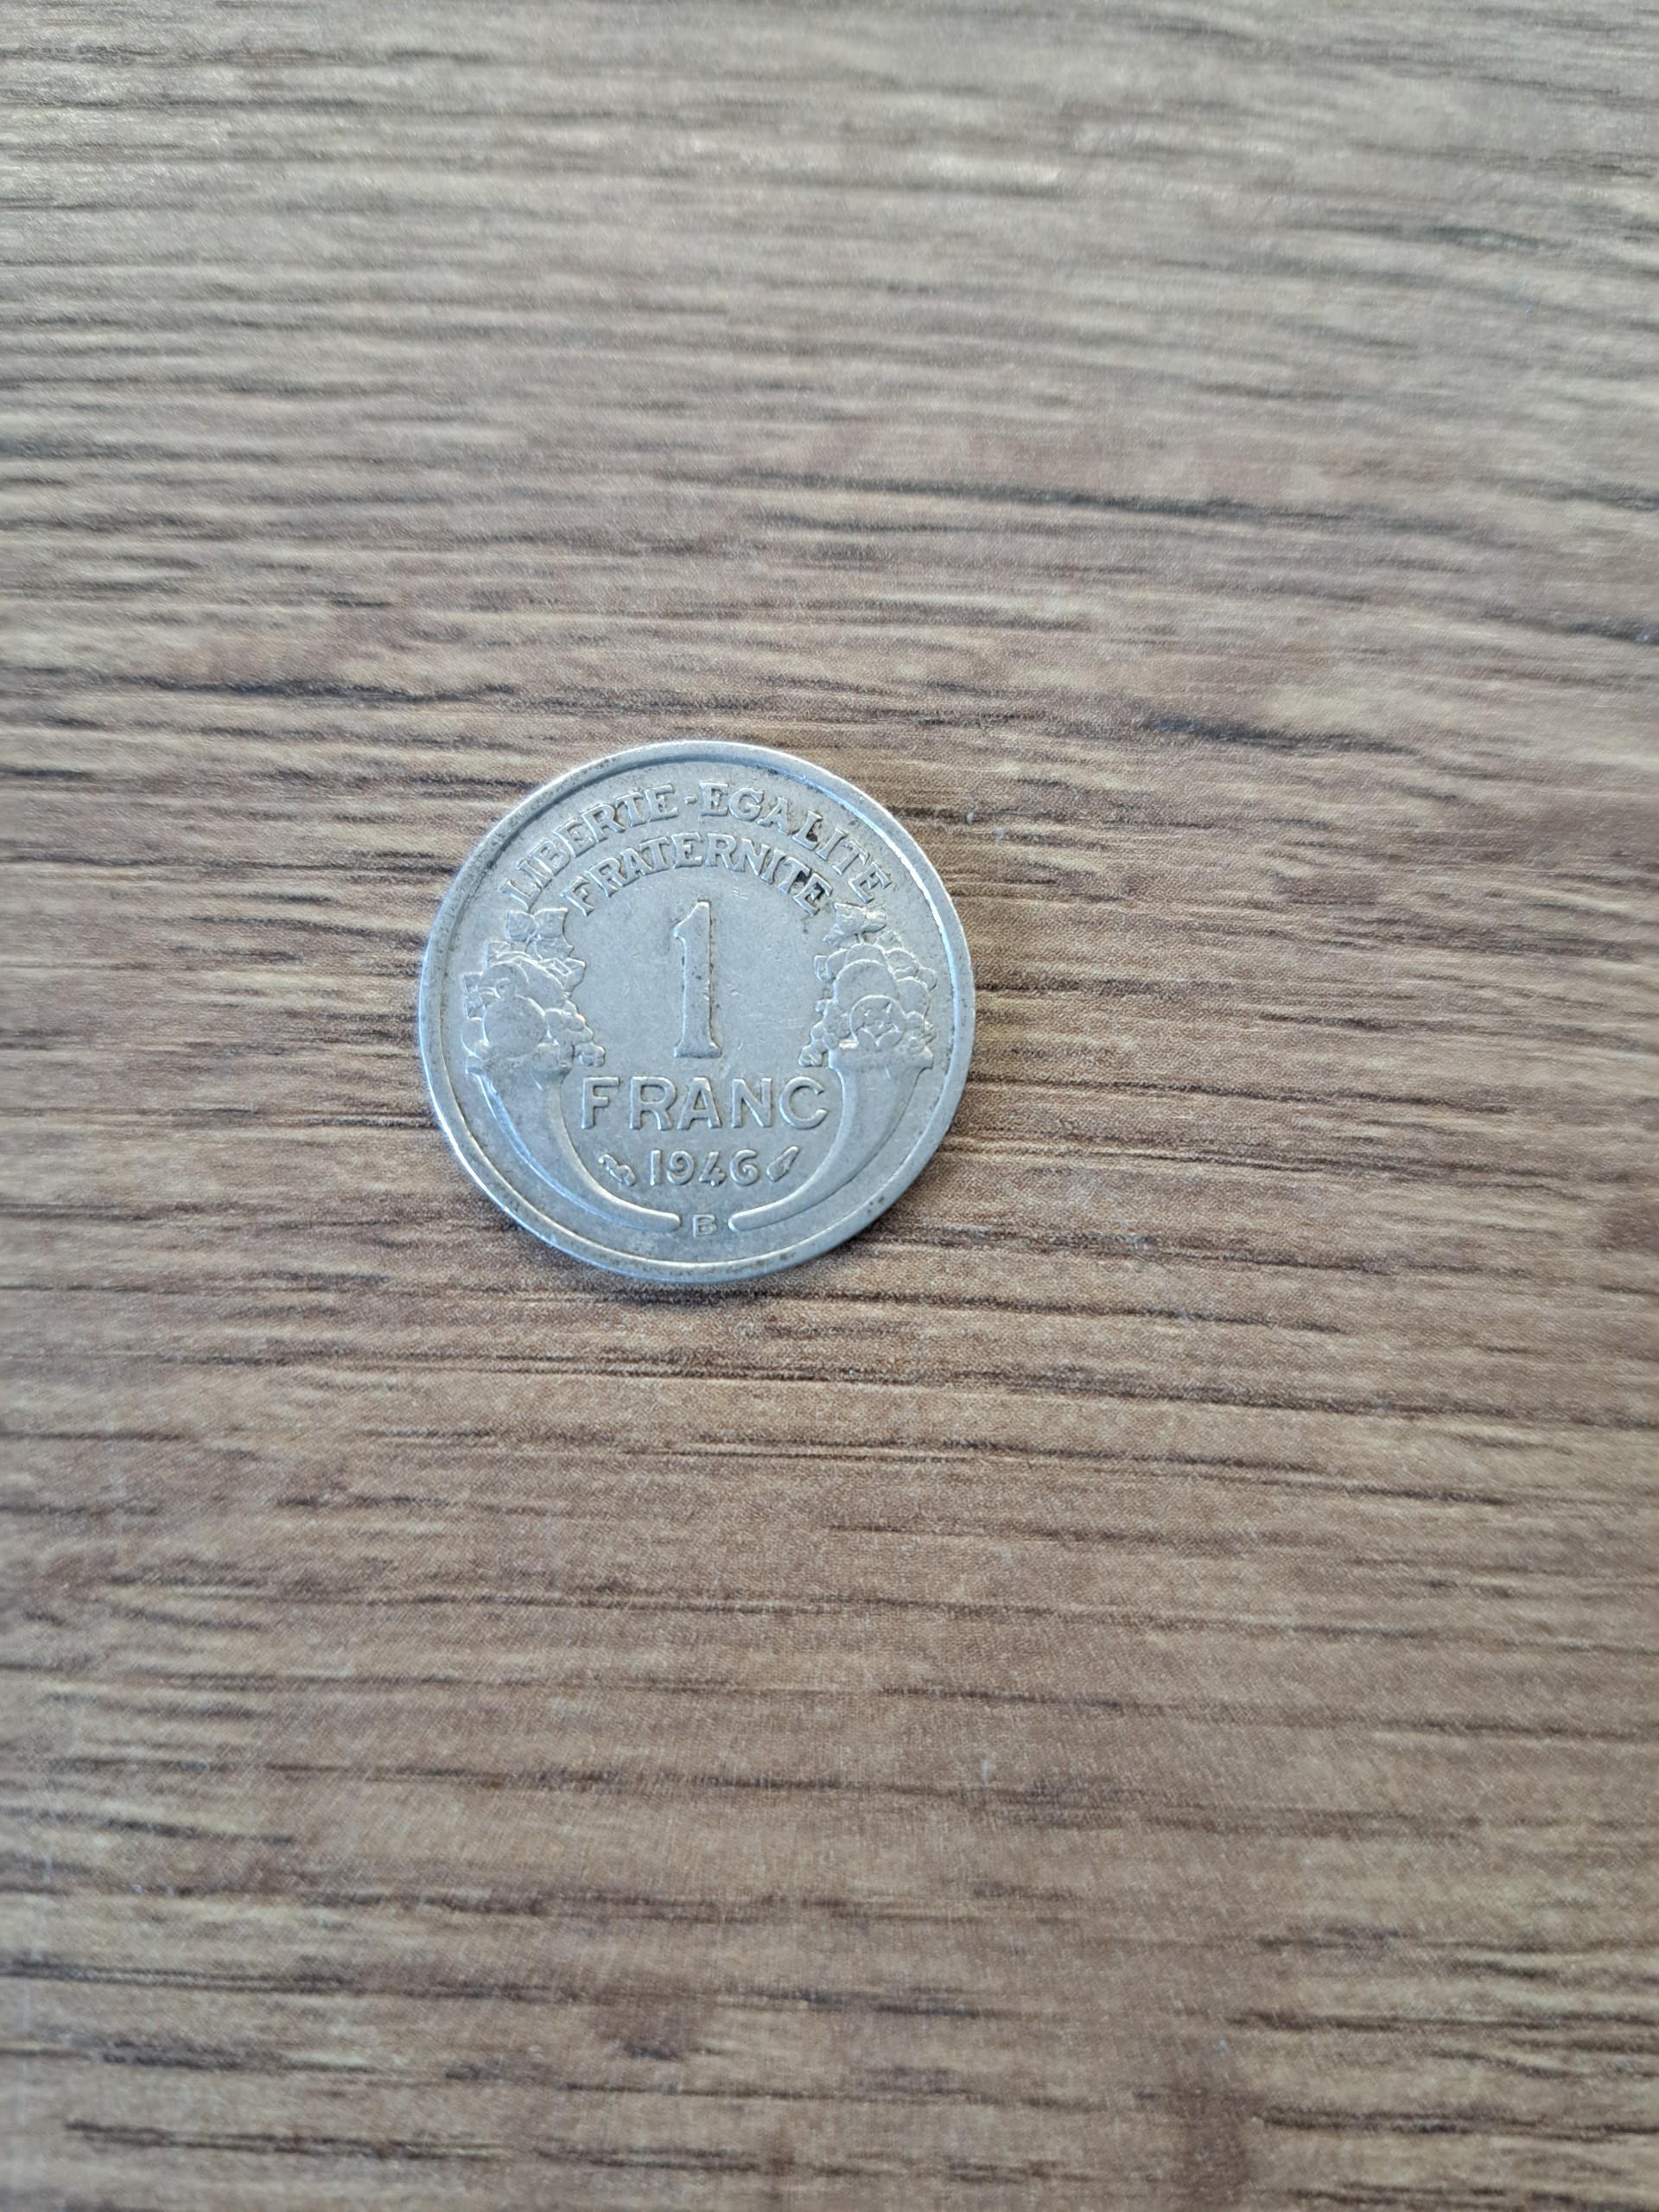 LIBERTE-EGALITE
FRATERNITE
1
FRANC
1946
B